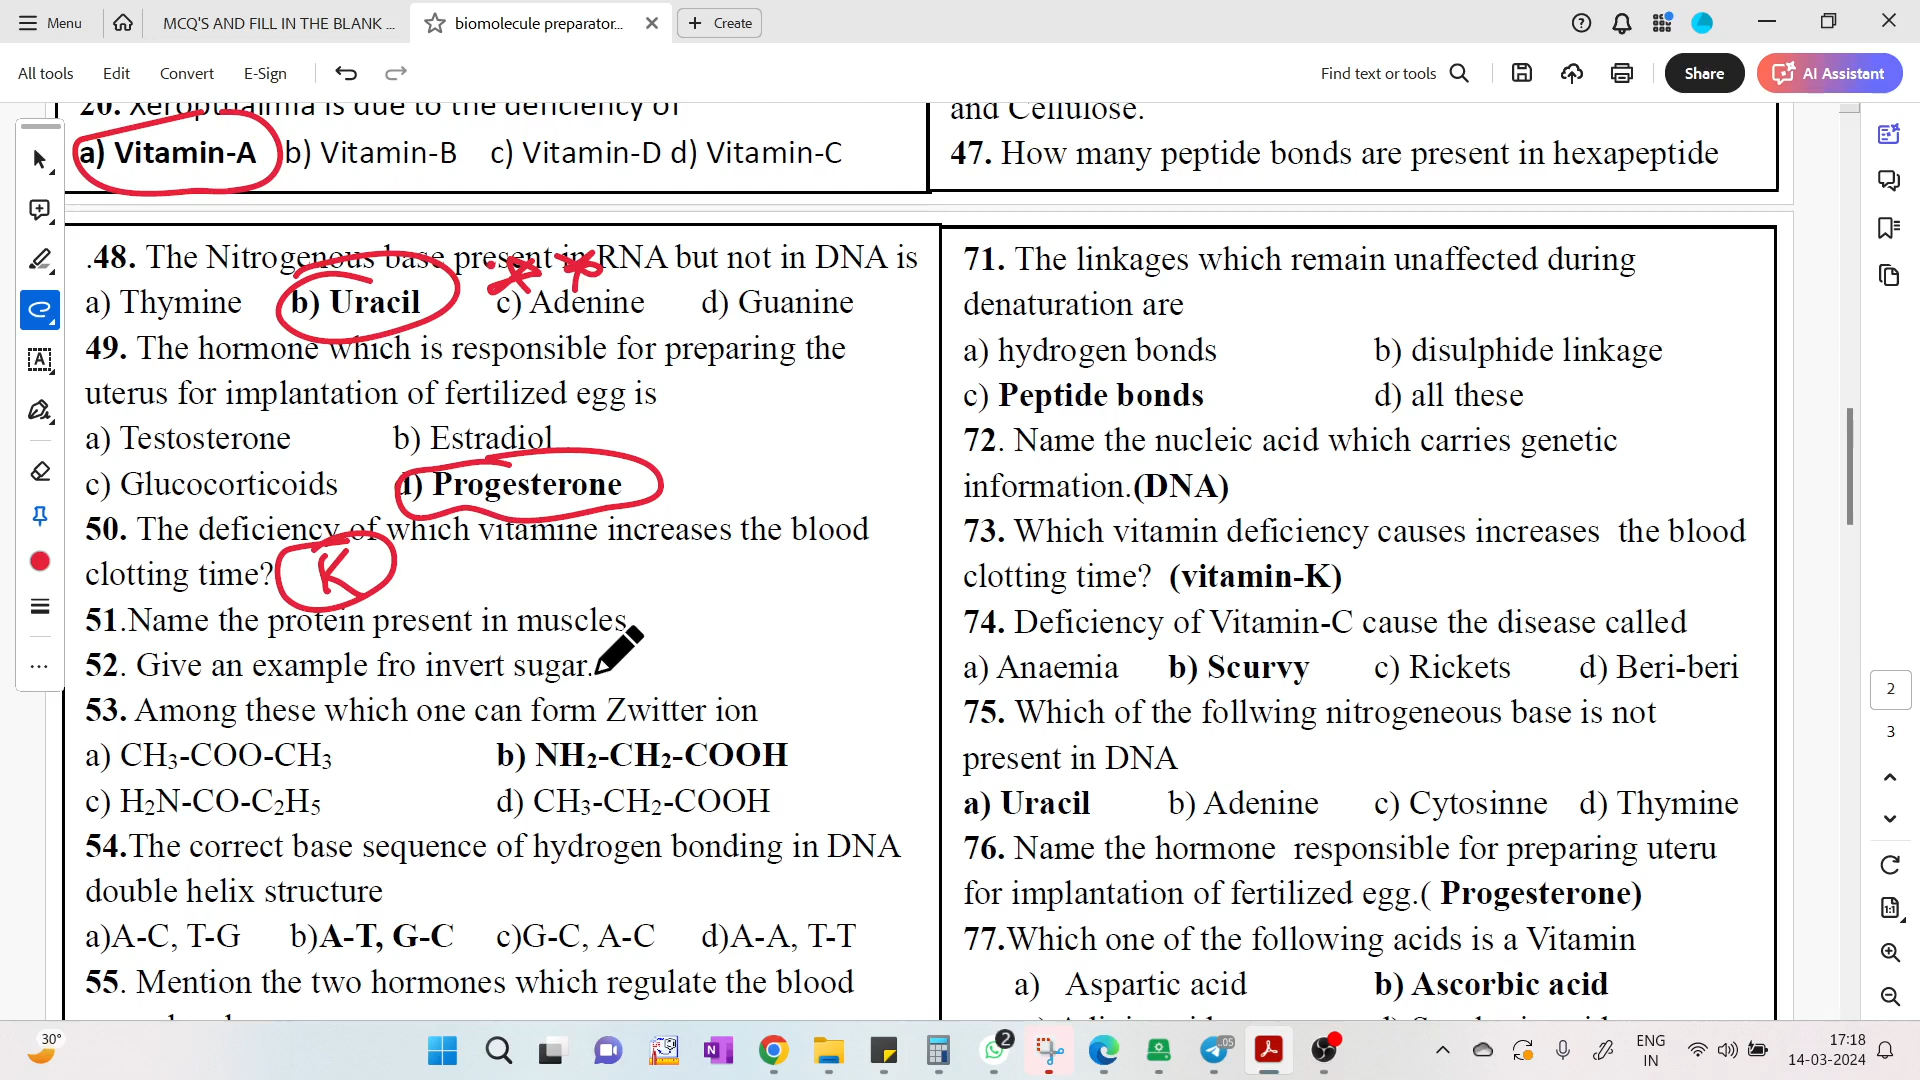 Menu
MCQ'S AND FILL IN THE BLANK ...
biomolecule preparator...
Create
All tools
Edit
Convert
E-Sign
Find text or tools
Share
AI Assistant
20. Xeropthalmia is due to the deficiency of
a) Vitamin-A b) Vitamin-B c) Vitamin-D d) Vitamin-C
and Cellulose.
47. How many peptide bonds are present in hexapeptide
.48. The Nitrogenous base present in RNA but not in DNA is
a) Thymine b) Uracil c) Adenine d) Guanine
49. The hormone which is responsible for preparing the
uterus for implantation of fertilized egg is
a) Testosterone b) Estradiol
c) Glucocorticoids d) Progesterone
50. The deficiency of which vitamine increases the blood
clotting time? K
51.Name the protein present in muscles.
52. Give an example fro invert sugar.
53. Among these which one can form Zwitter ion
a) CH3-COO-CH3 b) NH2-CH2-COOH
c) H2N-CO-C2H5 d) CH3-CH2-COOH
54.The correct base sequence of hydrogen bonding in DNA
double helix structure
a)A-C, T-G b)A-T, G-C c)G-C, A-C d)A-A, T-T
55. Mention the two hormones which regulate the blood
71. The linkages which remain unaffected during
denaturation are
a) hydrogen bonds b) disulphide linkage
c) Peptide bonds d) all these
72. Name the nucleic acid which carries genetic
information.(DNA)
73. Which vitamin deficiency causes increases the blood
clotting time? (vitamin-K)
74. Deficiency of Vitamin-C cause the disease called
a) Anaemia b) Scurvy c) Rickets d) Beri-beri
75. Which of the follwing nitrogeneous base is not
present in DNA
a) Uracil b) Adenine c) Cytosinne d) Thymine
76. Name the hormone responsible for preparing uteru
for implantation of fertilized egg.( Progesterone)
77.Which one of the following acids is a Vitamin
a) Aspartic acid b) Ascorbic acid
2
3
30°
2
.05
ENG
IN
17:18
14-03-2024